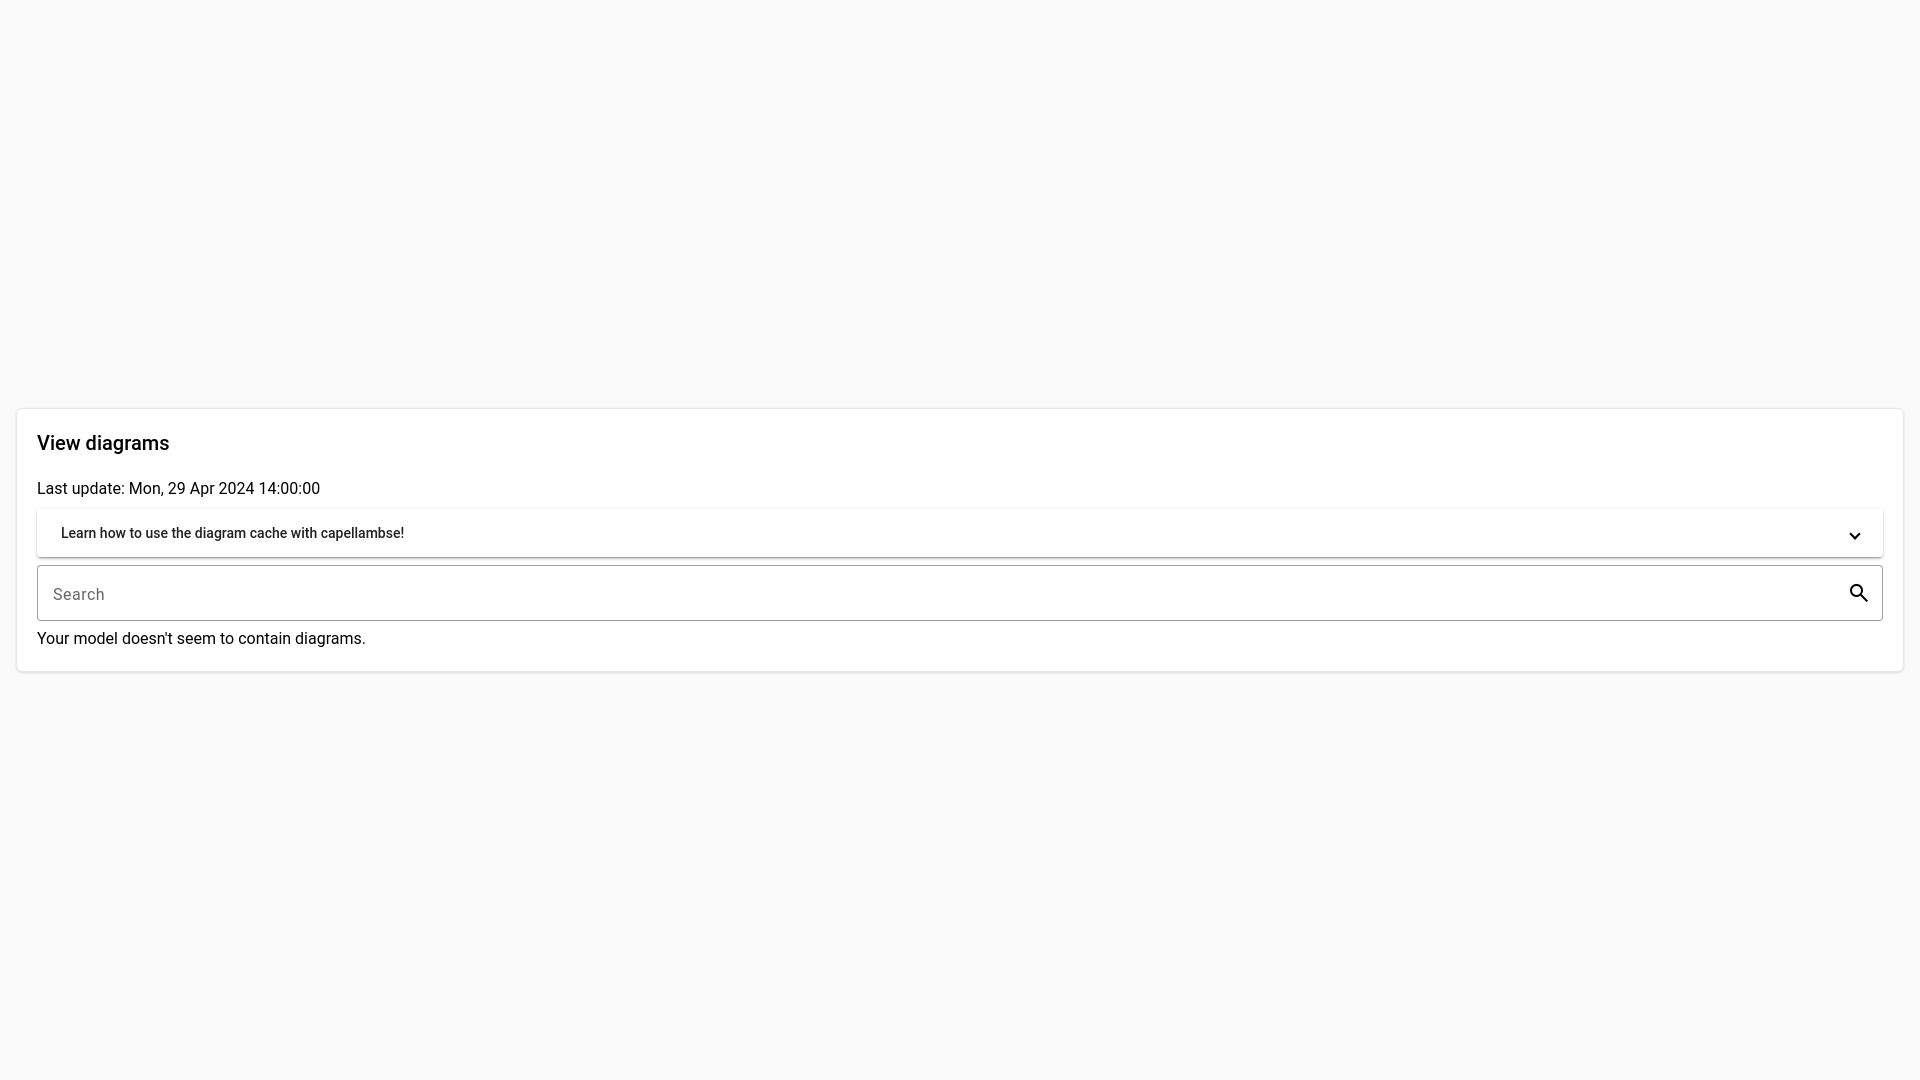 View diagrams
Last update: Mon, 29 Apr 2024 14:00:00
Learn how to use the diagram cache with capellambse!
Search
Your model doesn't seem to contain diagrams.